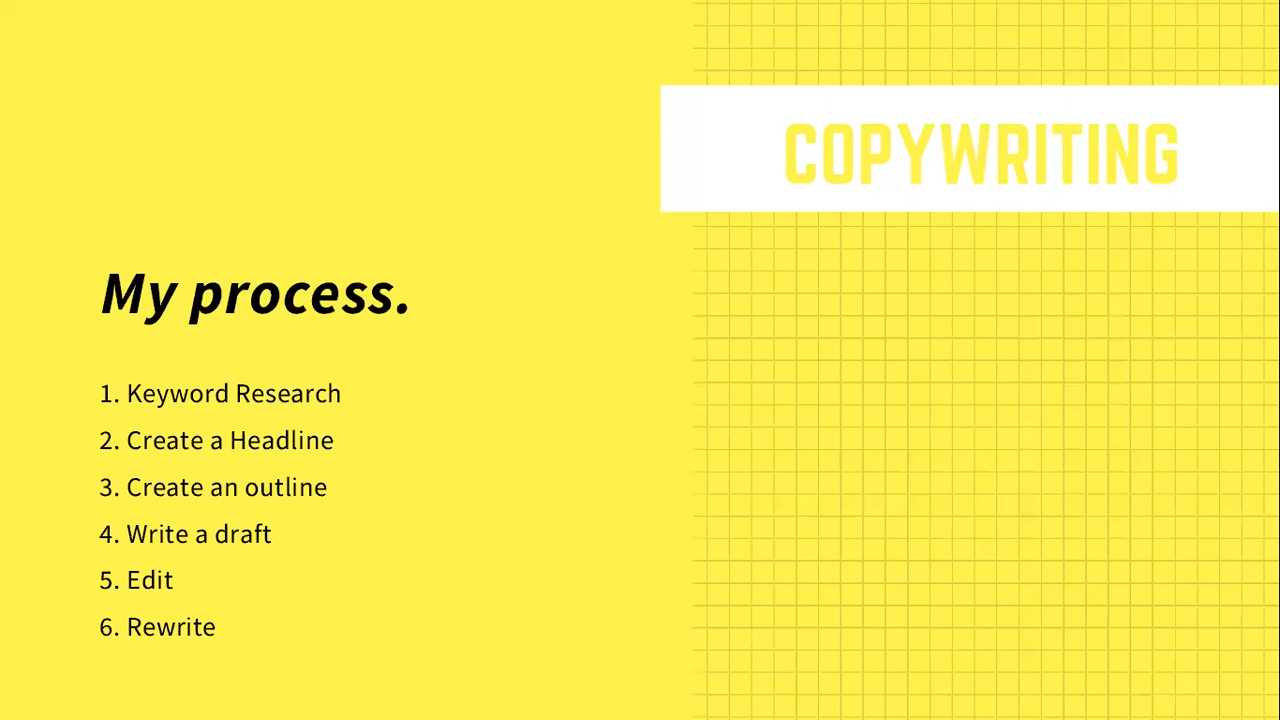 COPYWRITING
My process.
1. Keyword Research
2. Create a Headline
3. Create an outline
4. Write a draft
5. Edit
6. Rewrite